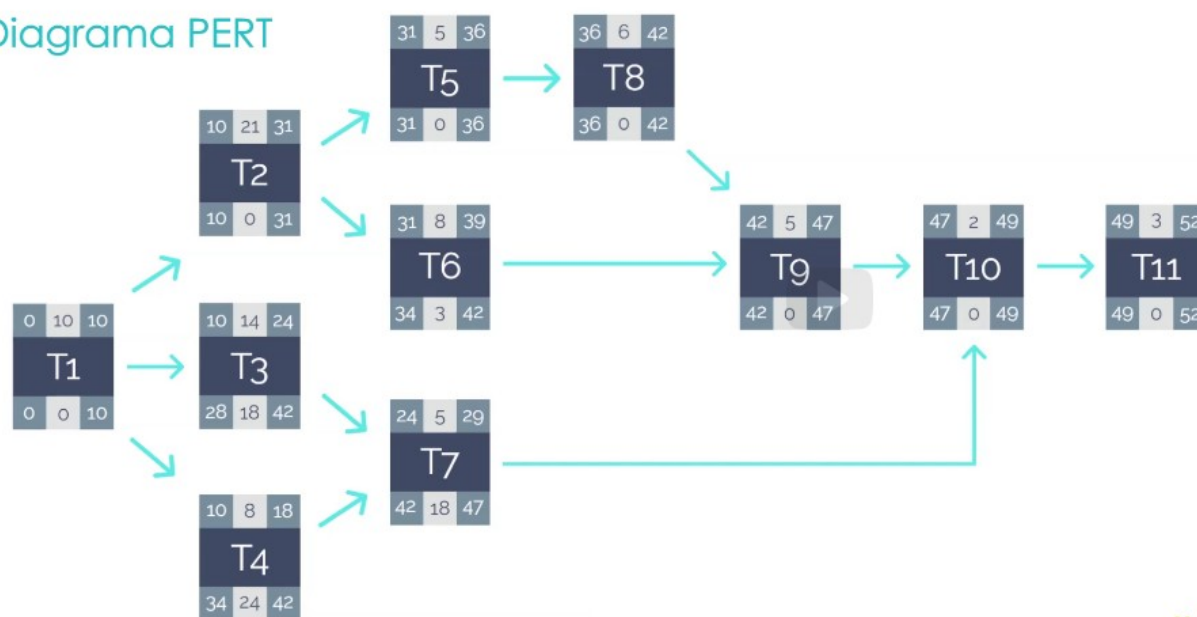 Diagrama PERT
31 5 36
T5
31 0 36
36 6 42
T8
36 0 42
10 21 31
T2
10 0 31
31 8 39
T6
34 3 42
42 5 47
T9
42 0 47
47 2 49
T10
47 0 49
49 3 52
T11
49 0 52
0 10 10
T1
0 0 10
10 14 24
T3
28 18 42
24 5 29
T7
42 18 47
10 8 18
T4
34 24 42